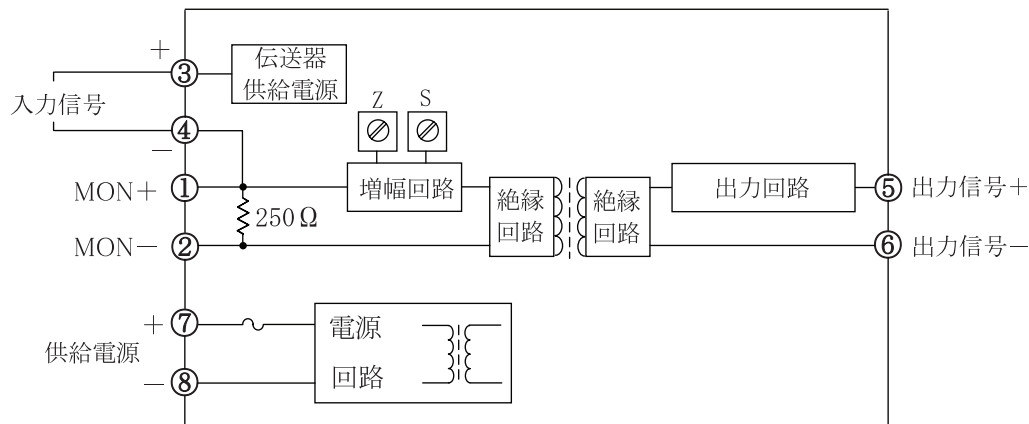 +
③
伝送器
供給電源
入力信号
④
−
Z
S
MON+
①
増幅回路
250Ω
絶縁
回路
絶縁
回路
出力回路
⑤
出力信号+
MON−
②
⑥
出力信号−
+
⑦
供給電源
−
⑧
電源
回路